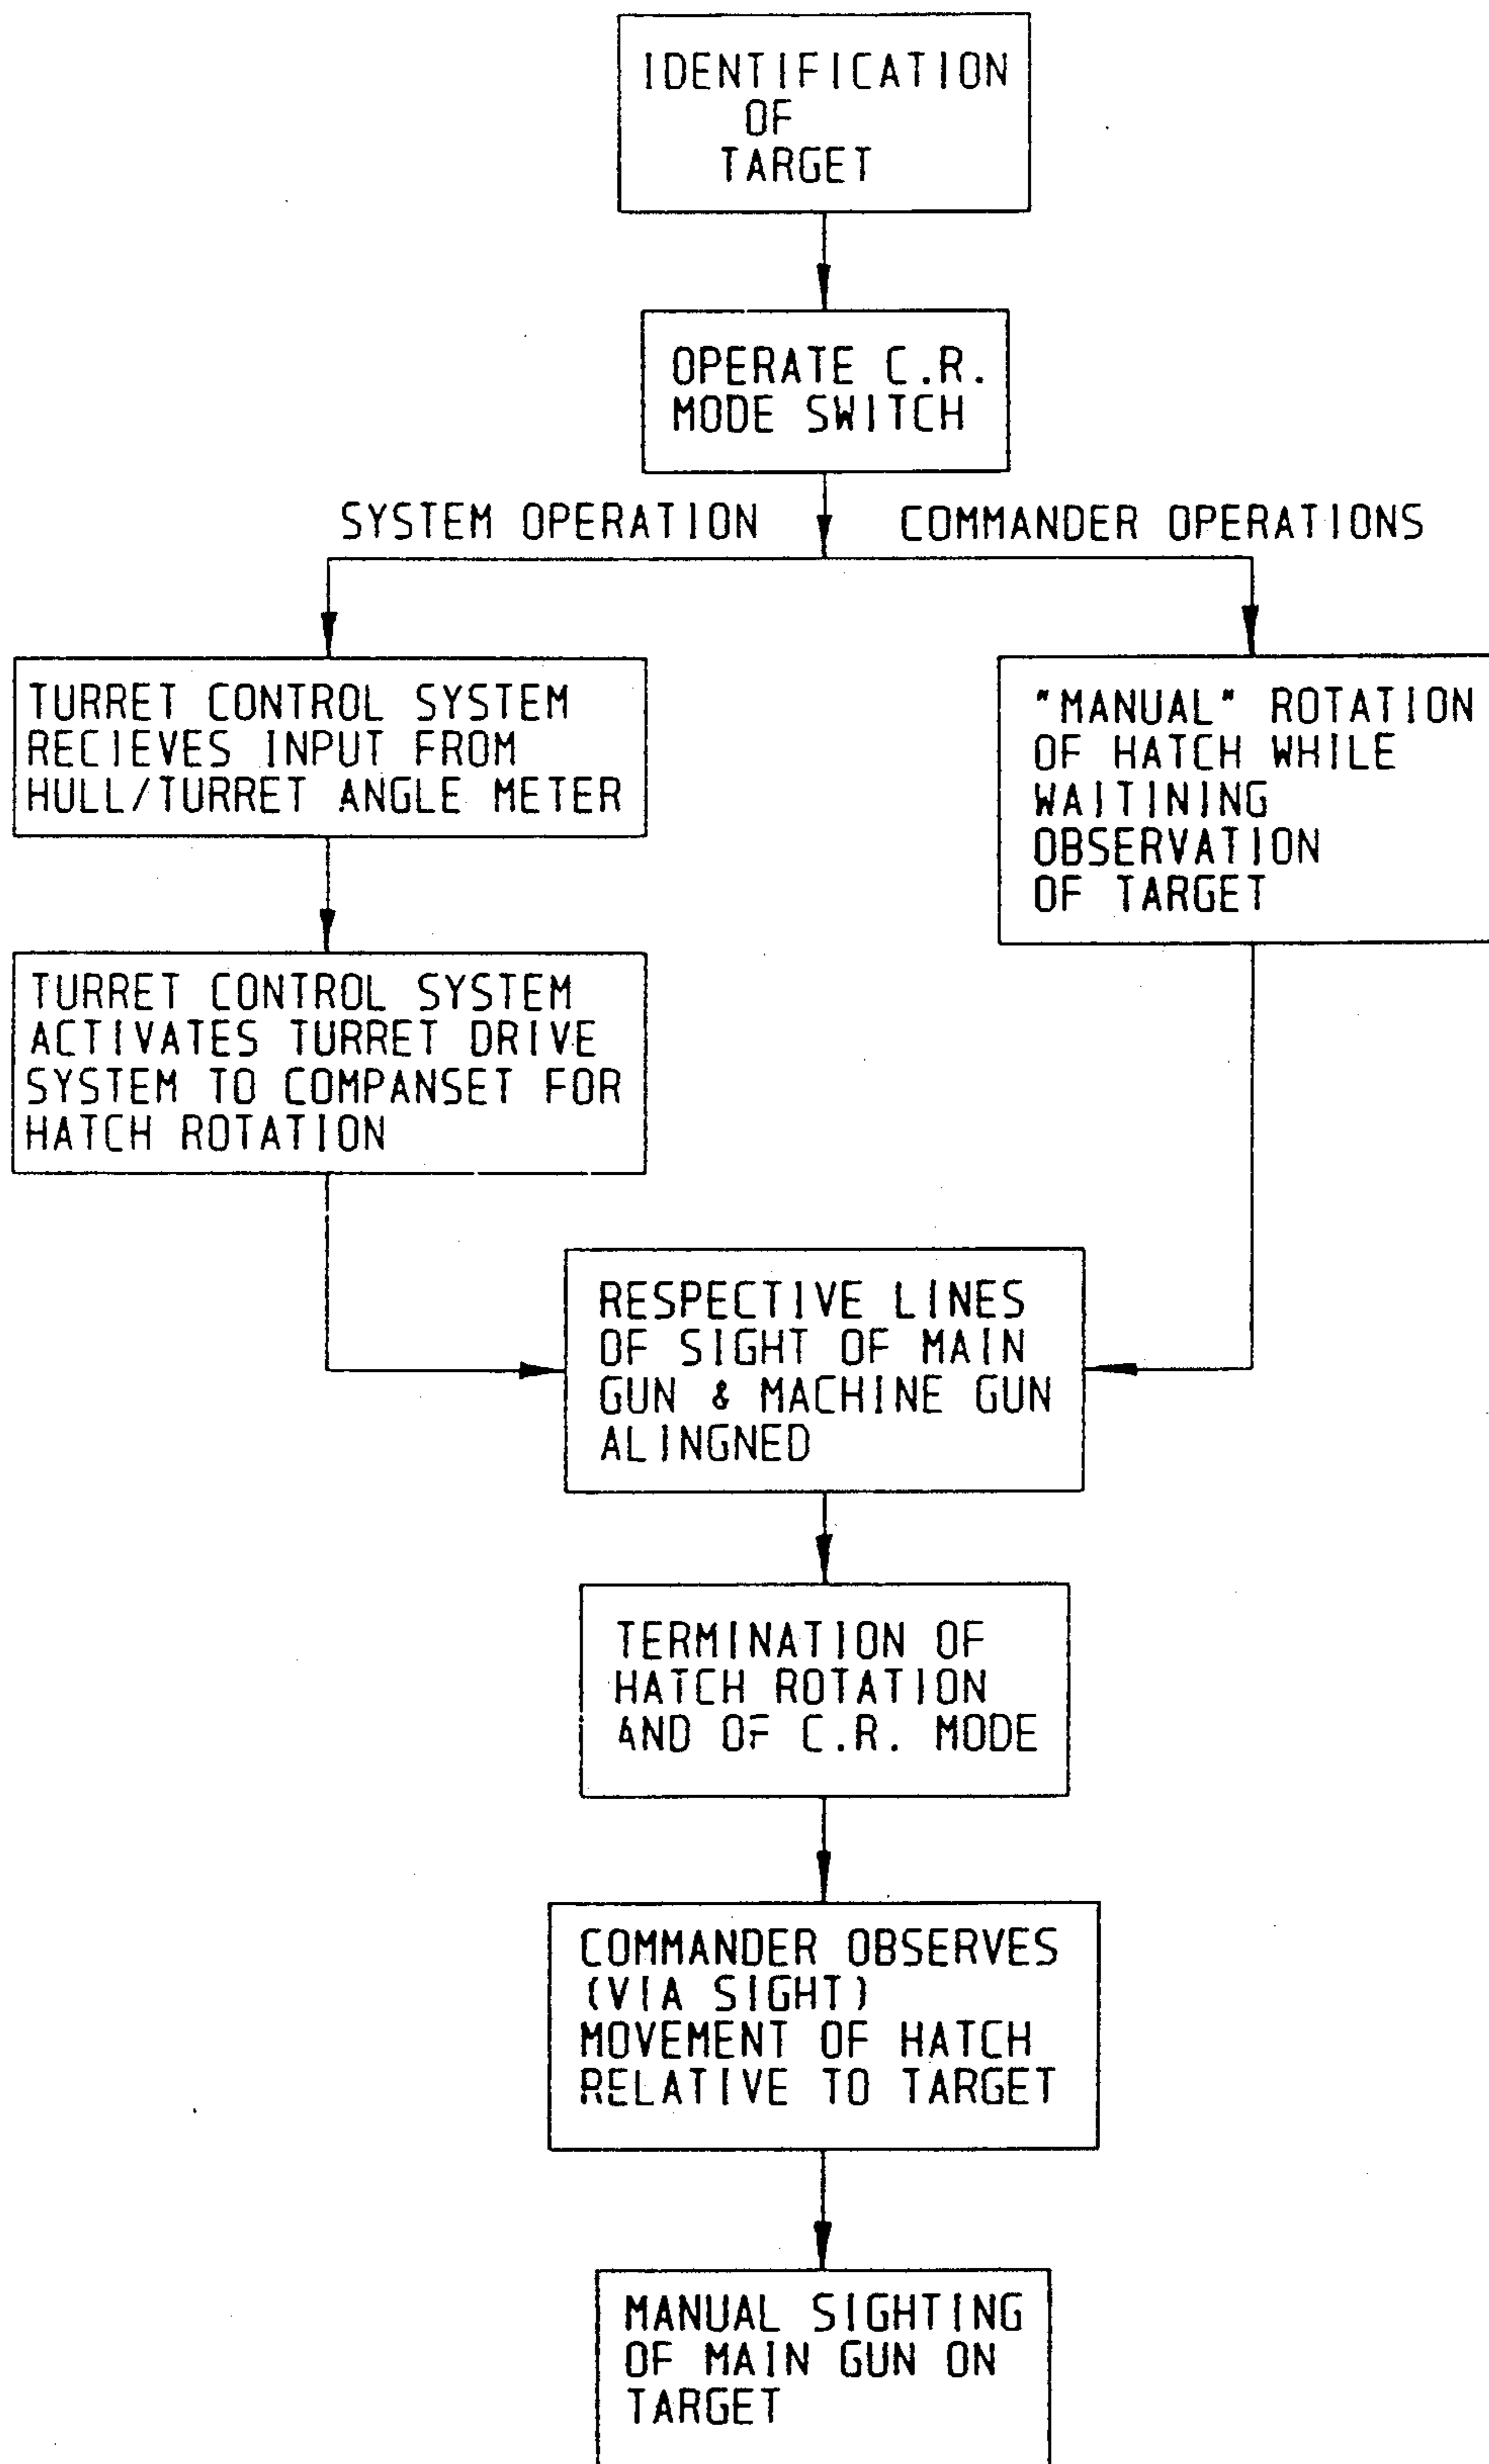 IDENTIFICATION
OF
TARGET
OPERATE C.R.
MODE SWITCH
SYSTEM OPERATION
COMMANDER OPERATIONS
TURRET CONTROL SYSTEM
RECIEVES INPUT FROM
HULL/TURRET ANGLE METER
"MANUAL" ROTATION
OF HATCH WHILE
WAITINING
OBSERVATION
OF TARGET
TURRET CONTROL SYSTEM
ACTIVATES TURRET DRIVE
SYSTEM TO COMPANSET FOR
HATCH ROTATION
RESPECTIVE LINES
OF SIGHT OF MAIN
GUN & MACHINE GUN
ALINGNED
TERMINATION OF
HATCH ROTATION
AND OF C.R. MODE
COMMANDER OBSERVES
(VIA SIGHT)
MOVEMENT OF HATCH
RELATIVE TO TARGET
MANUAL SIGHTING
OF MAIN GUN ON
TARGET